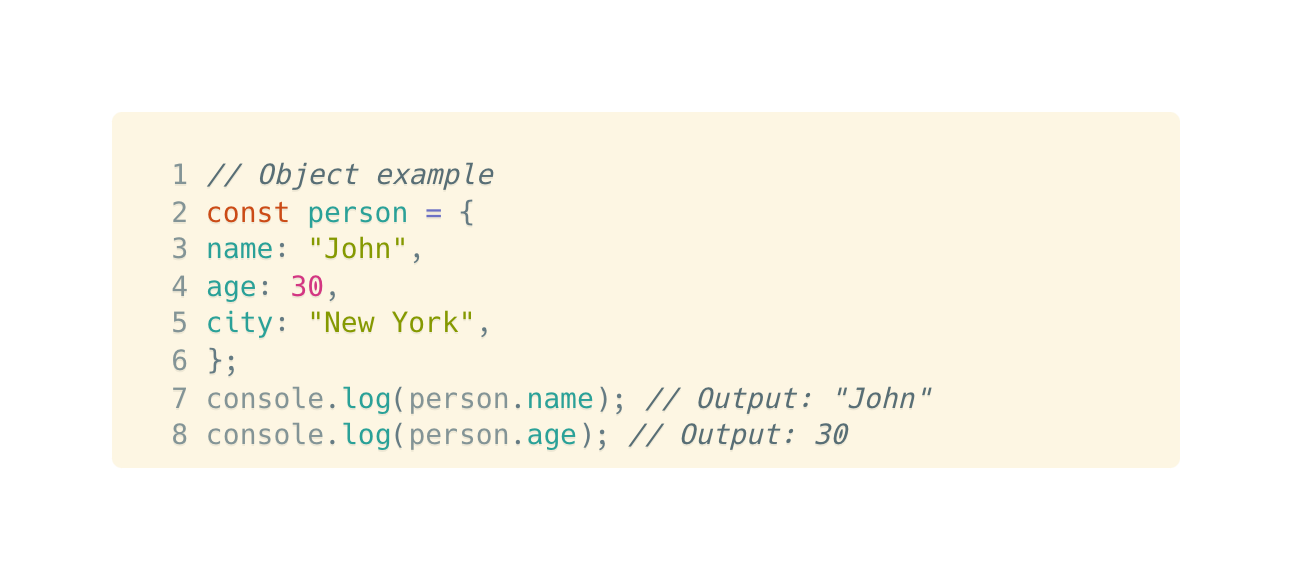 1 // Object example
2 const person = {
3 name: "John",
4 age: 30,
5 city: "New York",
6 };
7 console.log(person.name); // Output: "John"
8 console.log(person.age); // Output: 30